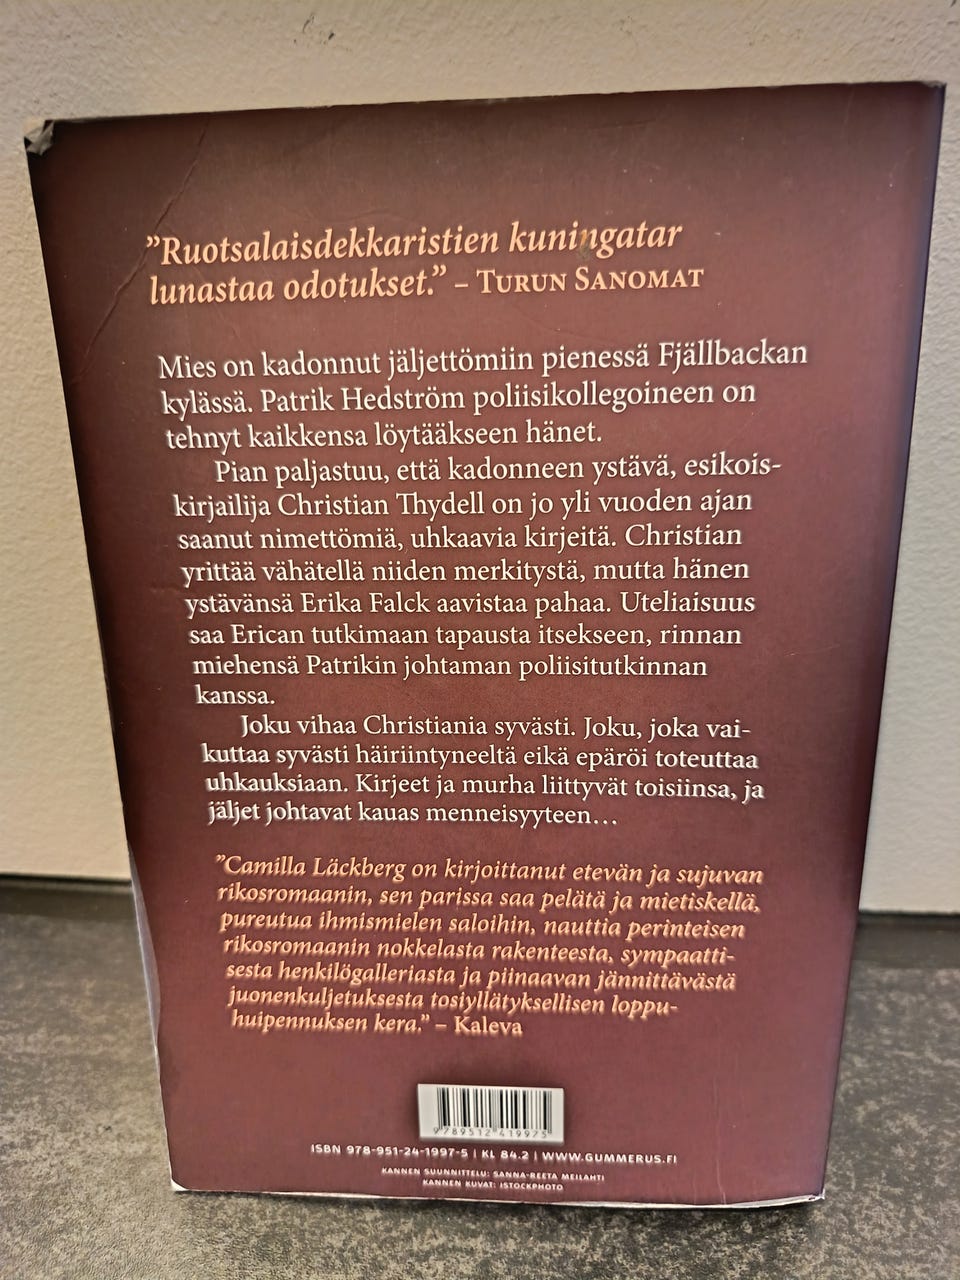 ”Ruotsalaisdekkaristien kuningatar
lunastaa odotukset.” – Turun Sanomat
Mies on kadonnut jäljettömiin pienessä Fjällbackan
kylässä. Patrik Hedström poliisikollegoineen on
tehnyt kaikkensa löytääkseen hänet.
Pian paljastuu, että kadonneen ystävä, esikois-
kirjailija Christian Thydell on jo yli vuoden ajan
saanut nimettömiä, uhkaavia kirjeitä. Christian
yrittää vähätellä niiden merkitystä, mutta hänen
ystävänsä Erika Falck aavistaa pahaa. Uteliaisuus
saa Erican tutkimaan tapausta itsekseen, rinnan
miehensä Patrikin johtaman poliisitutkinnan
kanssa.
Joku vihaa Christiania syvästi. Joku, joka vai-
kuttaa syvästi häiriintyneeltä eikä epäröi toteuttaa
uhkauksiaan. Kirjeet ja murha liittyvät toisiinsa, ja
jäljet johtavat kauas menneisyyteen…
”Camilla Läckberg on kirjoittanut etevän ja sujuvan
rikosromaanin, sen parissa saa pelätä ja mietiskellä,
pureutua ihmismielen saloihin, nauttia perinteisen
rikosromaanin nokkelasta rakenteesta, sympaatti-
sesta henkilögalleriasta ja piinaavan jännittävästä
juonenkuljetuksesta tosiyllätyksellisen loppu-
huipennuksen kera.” – Kaleva
9 789512 419975
ISBN 978-951-24-1997-5 | KL 84.2 | WWW.GUMMERUS.FI
KANNEN SUUNNITTELU: SANNA-REETA MEILAHTI
KANNEN KUVAT: ISTOCKPHOTO